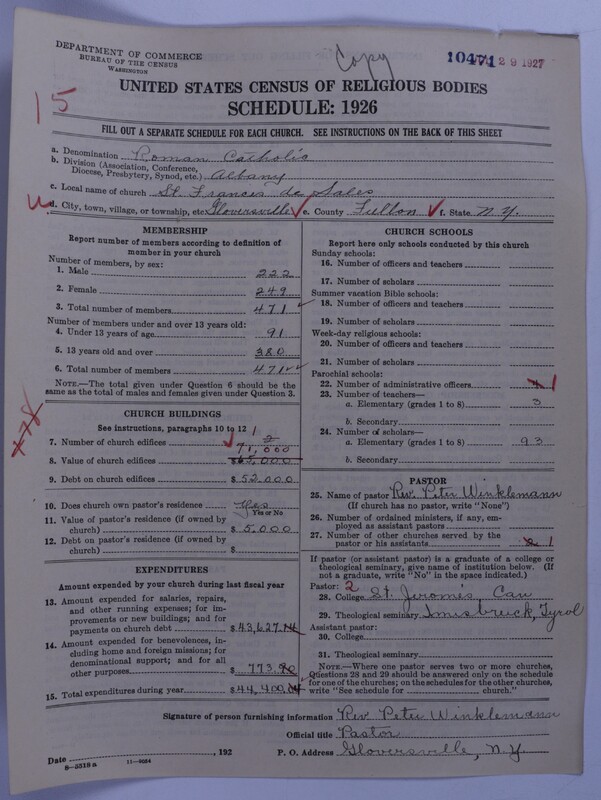 DEPARTMENT OF COMMERCE
BUREAU OF THE CENSUS
WASHINGTON
Copy
10471
29 1927
15
UNITED STATES CENSUS OF RELIGIOUS BODIES
SCHEDULE: 1926
FILL OUT A SEPARATE SCHEDULE FOR EACH CHURCH. SEE INSTRUCTIONS ON THE BACK OF THIS SHEET
a. Denomination Roman Catholic
b. Division (Association, Conference, Diocese, Presbytery, Synod, etc.) Albany
c. Local name of church St. Francis de Sales
d. City, town, village, or township, etc. Gloversville e. County Fulton f. State N.Y.
MEMBERSHIP
Report number of members according to definition of member in your church
Number of members, by sex:
1. Male 222
2. Female 249
3. Total number of members 471
Number of members under and over 13 years old:
4. Under 13 years of age 91
5. 13 years old and over 380
6. Total number of members 471
NOTE.—The total given under Question 6 should be the same as the total of males and females given under Question 3.
CHURCH BUILDINGS
See instructions, paragraphs 10 to 12
7. Number of church edifices 1 2
71,000
8. Value of church edifices $65,000
9. Debt on church edifices $52,000
10. Does church own pastor's residence Yes
Yes or No
11. Value of pastor's residence (if owned by church) $5,000
12. Debt on pastor's residence (if owned by church) $
EXPENDITURES
Amount expended by your church during last fiscal year
13. Amount expended for salaries, repairs, and other running expenses; for improvements or new buildings; and for payments on church debt $43,627.14
14. Amount expended for benevolences, including home and foreign missions; for denominational support; and for all other purposes $773.90
15. Total expenditures during year $44,400.04
CHURCH SCHOOLS
Report here only schools conducted by this church
Sunday schools:
16. Number of officers and teachers
17. Number of scholars
Summer vacation Bible schools:
18. Number of officers and teachers
19. Number of scholars
Week-day religious schools:
20. Number of officers and teachers
21. Number of scholars
Parochial schools:
22. Number of administrative officers 1
23. Number of teachers—
a. Elementary (grades 1 to 8) 3
b. Secondary
24. Number of scholars—
a. Elementary (grades 1 to 8) 93
b. Secondary
PASTOR
25. Name of pastor Rev. Peter Winklemann
(If church has no pastor, write "None")
26. Number of ordained ministers, if any, employed as assistant pastors
27. Number of other churches served by the pastor or his assistants 1
If pastor (or assistant pastor) is a graduate of a college or theological seminary, give name of institution below. (If not a graduate, write "No" in the space indicated.)
Pastor: 2
28. College St. Jerome's, Can
29. Theological seminary Innsbruck, Tyrol
Assistant pastor:
30. College
31. Theological seminary
NOTE.—Where one pastor serves two or more churches, Questions 28 and 29 should be answered only on the schedule for one of the churches; on the schedules for the other churches, write "See schedule for church."
Signature of person furnishing information Rev. Peter Winklemann
Official title Pastor
Date , 192 P. O. Address Gloversville, N.Y.
8-5318 a 11-9084